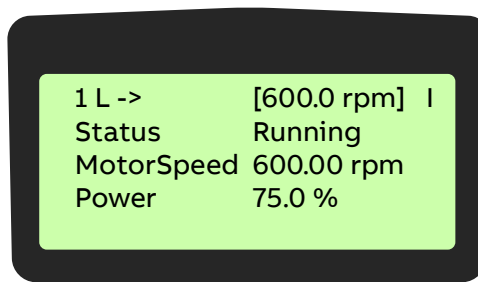 1 L -> [600.0 rpm] I
Status Running
MotorSpeed 600.00 rpm
Power 75.0 %